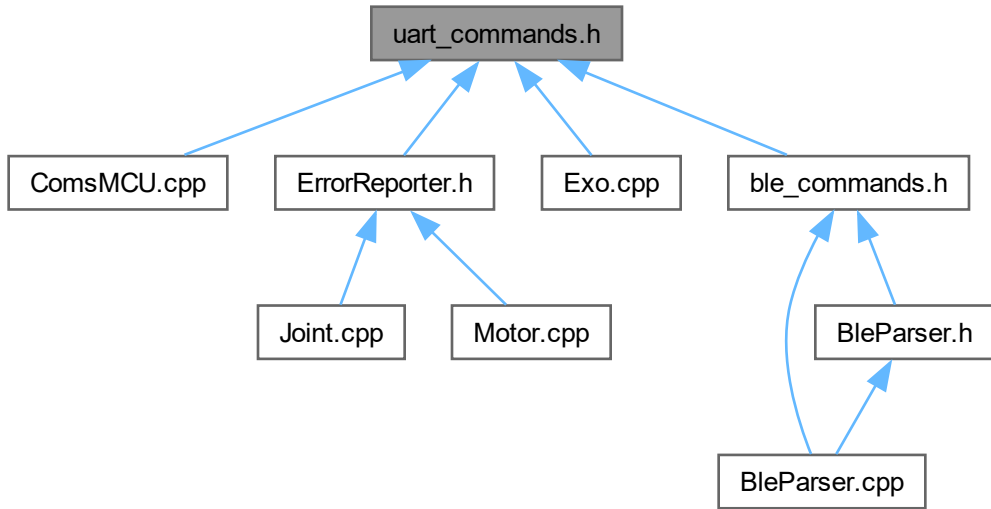 uart_commands.h
ComsMCU.cpp
ErrorReporter.h
Exo.cpp
ble_commands.h
Joint.cpp
Motor.cpp
BleParser.h
BleParser.cpp